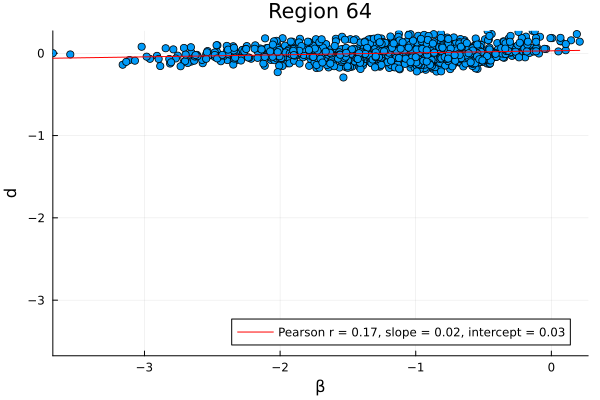 Region 64
0
−1
−2
−3
d
Pearson r = 0.17, slope = 0.02, intercept = 0.03
−3
−2
−1
0
β